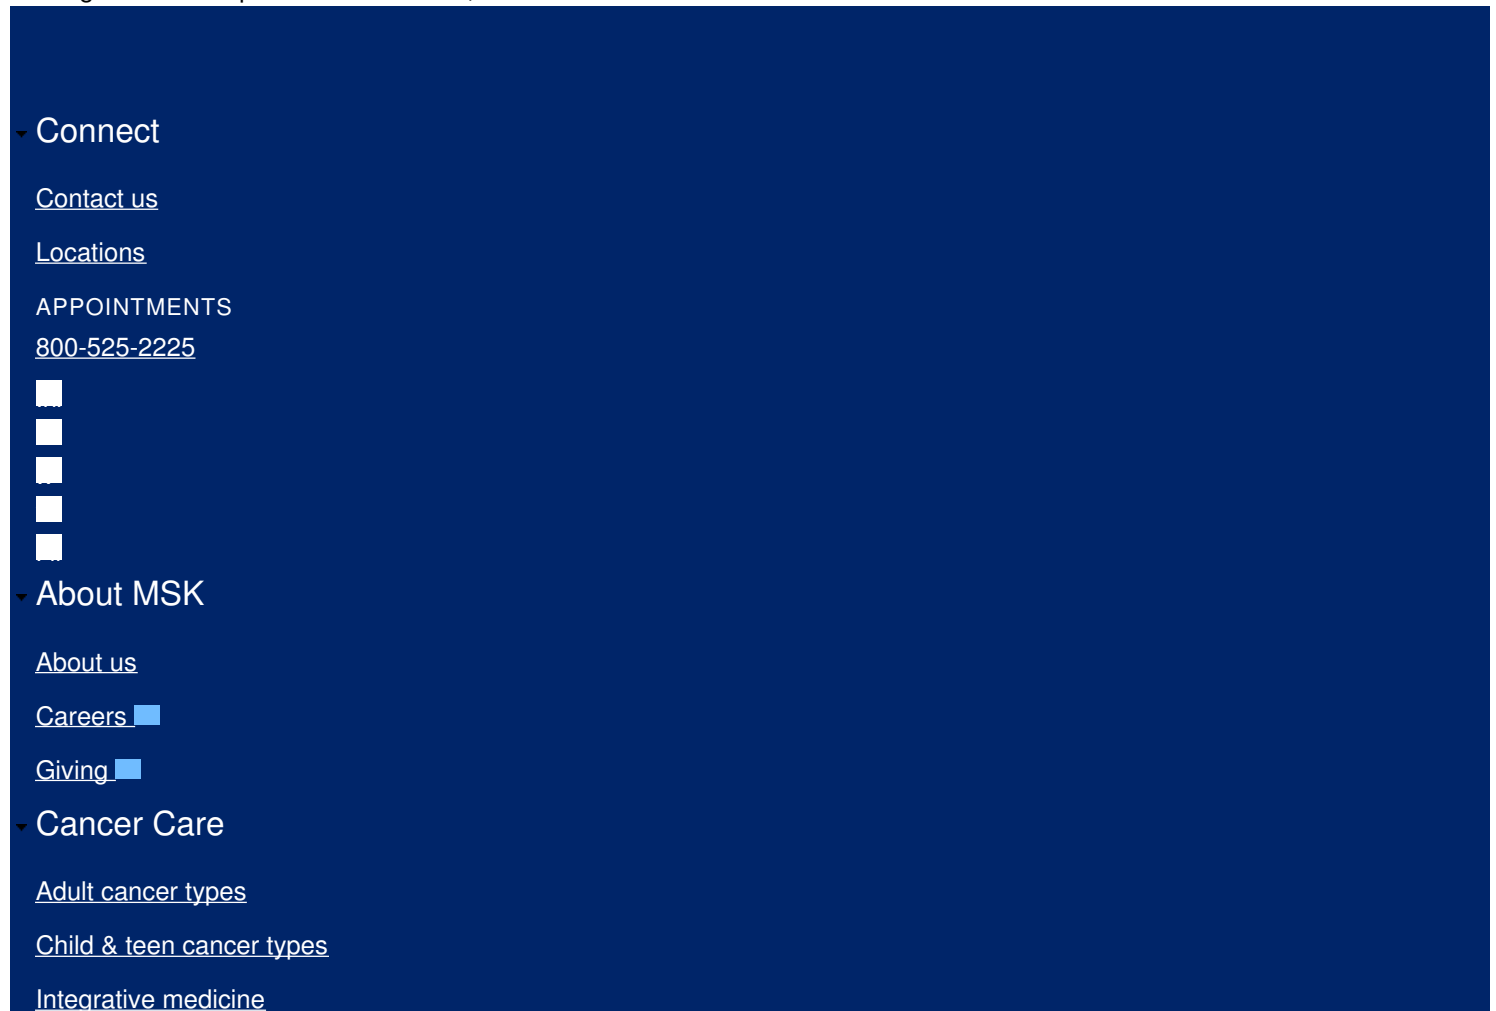 Connect
Contact us
Locations
APPOINTMENTS
800-525-2225
About MSK
About us
Careers
Giving
Cancer Care
Adult cancer types
Child & teen cancer types
Integrative medicine